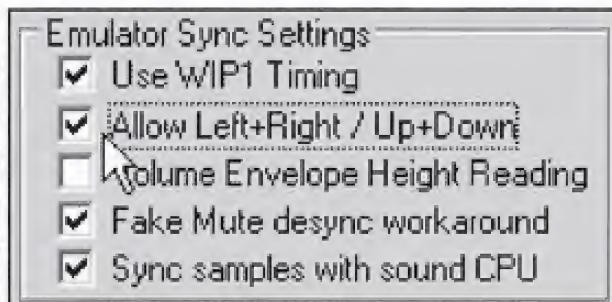 Emulator Sync Settings
Use WIP1 Timing
Allow Left+Right / Up+Down
Volume Envelope Height Reading
Fake Mute desync workaround
Sync samples with sound CPU